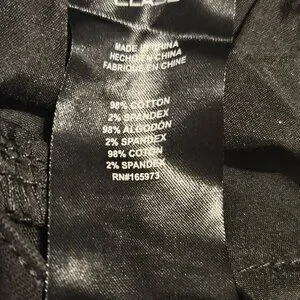 MADE IN CHINA
HECHO EN CHINA
FABRIQUE EN CHINE
98% COTTON
2% SPANDEX
98% ALGODON
2% SPANDEX
98% COTTON
2% SPANDEX
RN#165973